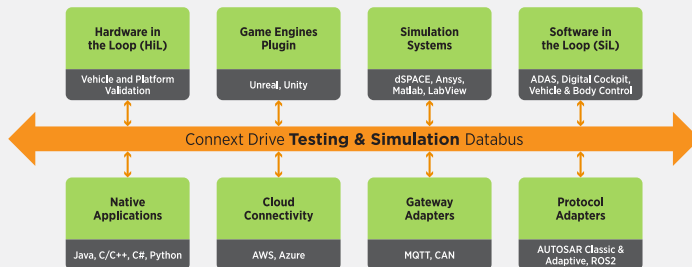 Hardware in
the Loop (HiL)
Vehicle and Platform
Validation
Game Engines
Plugin
Unreal, Unity
Simulation
Systems
dSPACE, Ansys,
Matlab, LabView
Software in
the Loop (SiL)
ADAS, Digital Cockpit,
Vehicle & Body Control
Connext Drive Testing & Simulation Databus
Native
Applications
Java, C/C++, C#, Python
Cloud
Connectivity
AWS, Azure
Gateway
Adapters
MQTT, CAN
Protocol
Adapters
AUTOSAR Classic &
Adaptive, ROS2